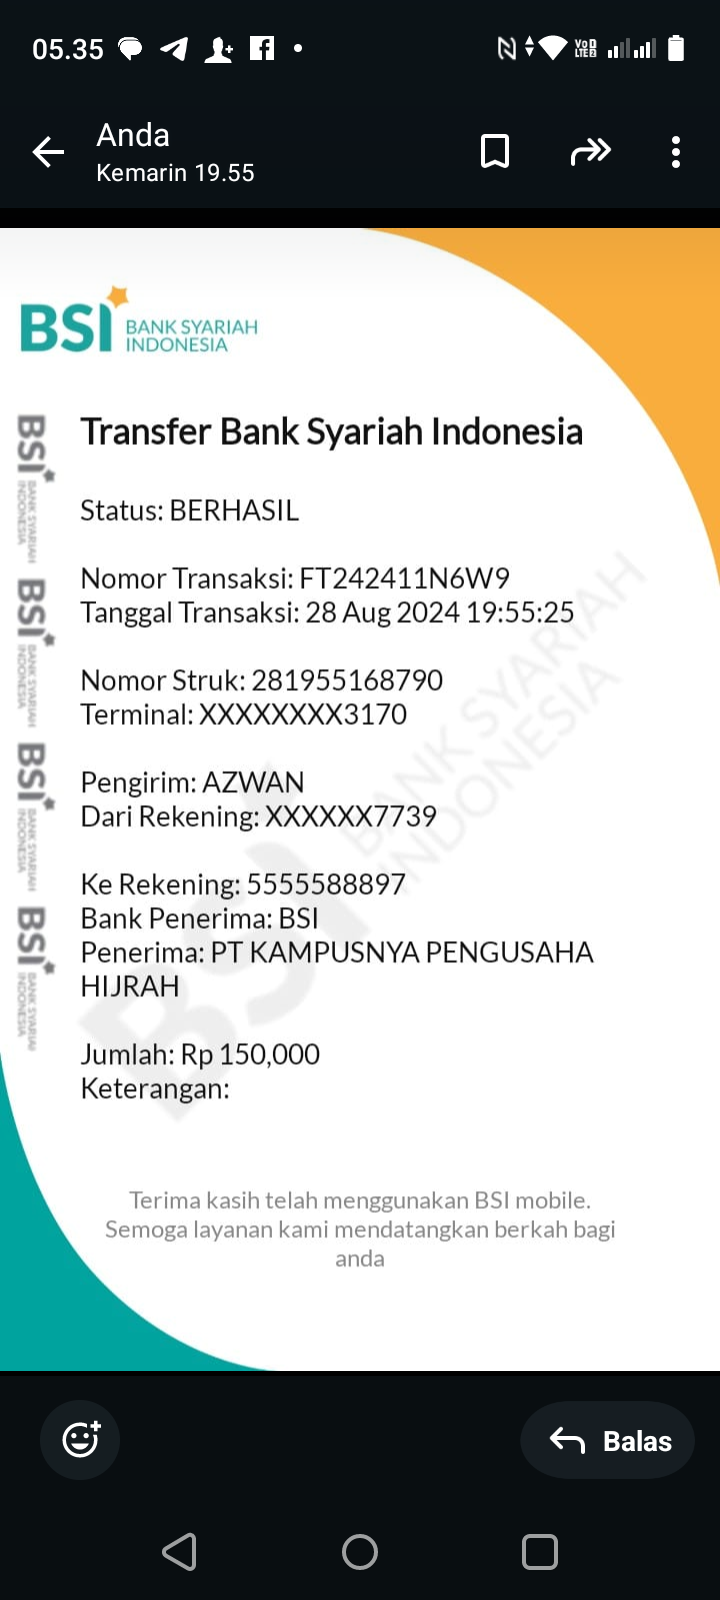 05.35
VoD
LTE2
Anda
Kemarin 19.55
BSI BANK SYARIAH
INDONESIA
BSI BANK SYARIAH INDONESIA
BSI BANK SYARIAH INDONESIA
BSI BANK SYARIAH INDONESIA
BSI BANK SYARIAH INDONESIA
Transfer Bank Syariah Indonesia
Status: BERHASIL
Nomor Transaksi: FT242411N6W9
Tanggal Transaksi: 28 Aug 2024 19:55:25
Nomor Struk: 281955168790
Terminal: XXXXXXXX3170
Pengirim: AZWAN
Dari Rekening: XXXXXX7739
Ke Rekening: 5555588897
Bank Penerima: BSI
Penerima: PT KAMPUSNYA PENGUSAHA
HIJRAH
Jumlah: Rp 150,000
Keterangan:
BSI BANK SYARIAH
INDONESIA
Terima kasih telah menggunakan BSI mobile.
Semoga layanan kami mendatangkan berkah bagi
anda
Balas